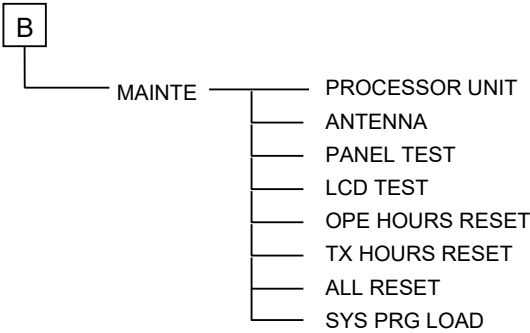 B
MAINTE
PROCESSOR UNIT
ANTENNA
PANEL TEST
LCD TEST
OPE HOURS RESET
TX HOURS RESET
ALL RESET
SYS PRG LOAD